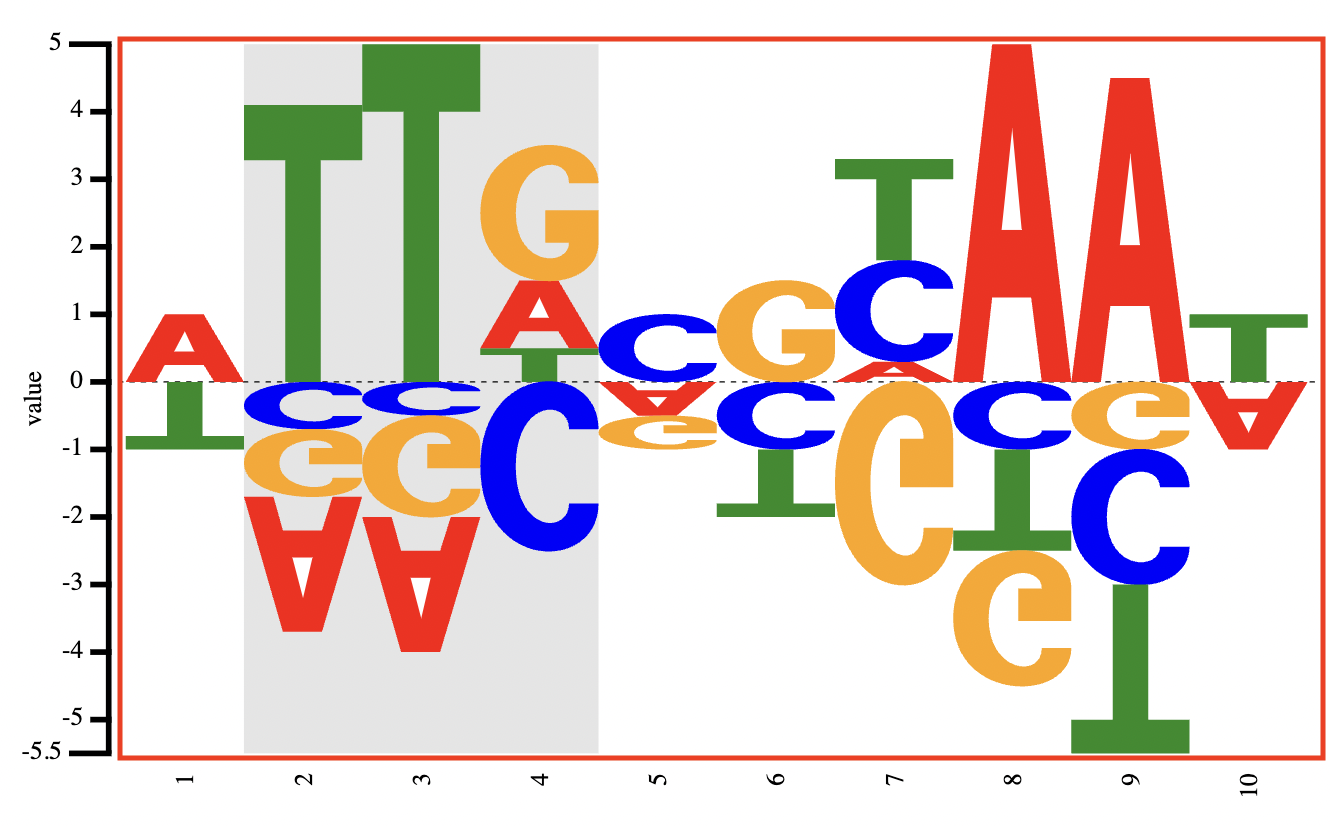 5
4
3
2
1
0
-1
-2
-3
-4
-5
-5.5
value
A T
T C G A
T C G A
G A T C
C A G
G C T
T C A G
A C T G
A G C T
T A
1 2 3 4 5 6 7 8 9 10